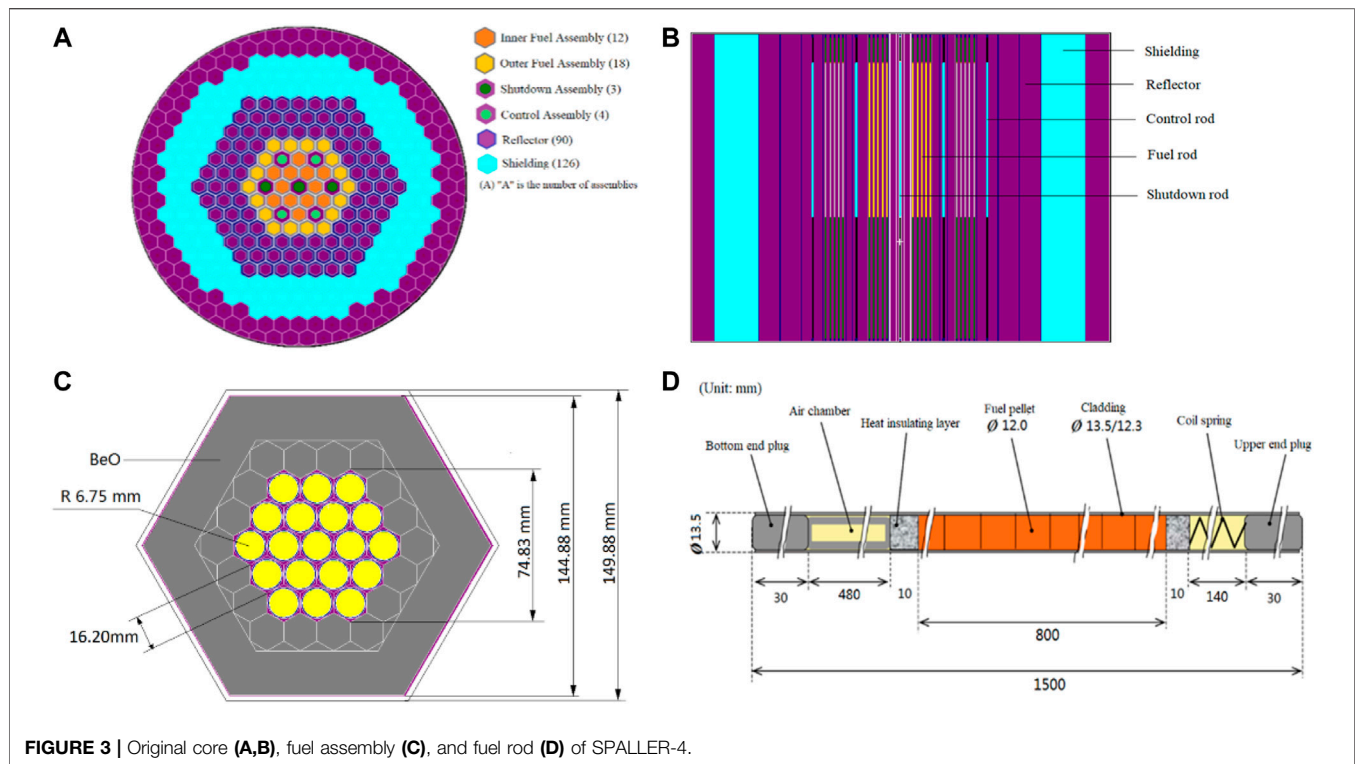 A
Inner Fuel Assembly (12)
Outer Fuel Assembly (18)
Shutdown Assembly (3)
Control Assembly (4)
Reflector (90)
Shielding (126)
(A) "A" is the number of assemblies
B
Shielding
Reflector
Control rod
Fuel rod
Shutdown rod
C
BeO
R 6.75 mm
16.20mm
74.83 mm
144.88 mm
149.88 mm
D
(Unit: mm)
Air chamber
Fuel pellet
Cladding
Heat insulating layer
Ø 12.0
Ø 13.5/12.3
Coil spring
Bottom end plug
Upper end plug
Ø 13.5
30
480
10
800
10
140
30
1500
FIGURE 3 | Original core (A,B), fuel assembly (C), and fuel rod (D) of SPALLER-4.